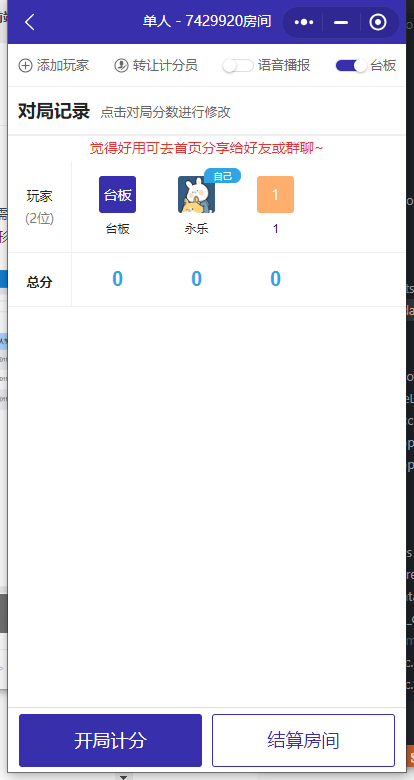 单人 - 7429920房间
添加玩家 转让计分员 语音播报 台板
对局记录 点击对局分数进行修改
觉得好用可去首页分享给好友或群聊~
自己
玩家 台板 1
(2位) 台板 永乐 1
总分 0 0 0
开局计分 结算房间